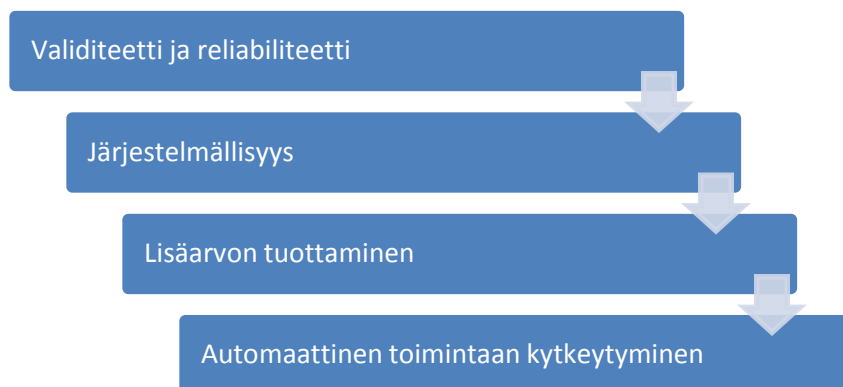 Validiteetti ja reliabiliteetti
Järjestelmällisyys
Lisäarvon tuottaminen
Automaattinen toimintaan kytkeytyminen